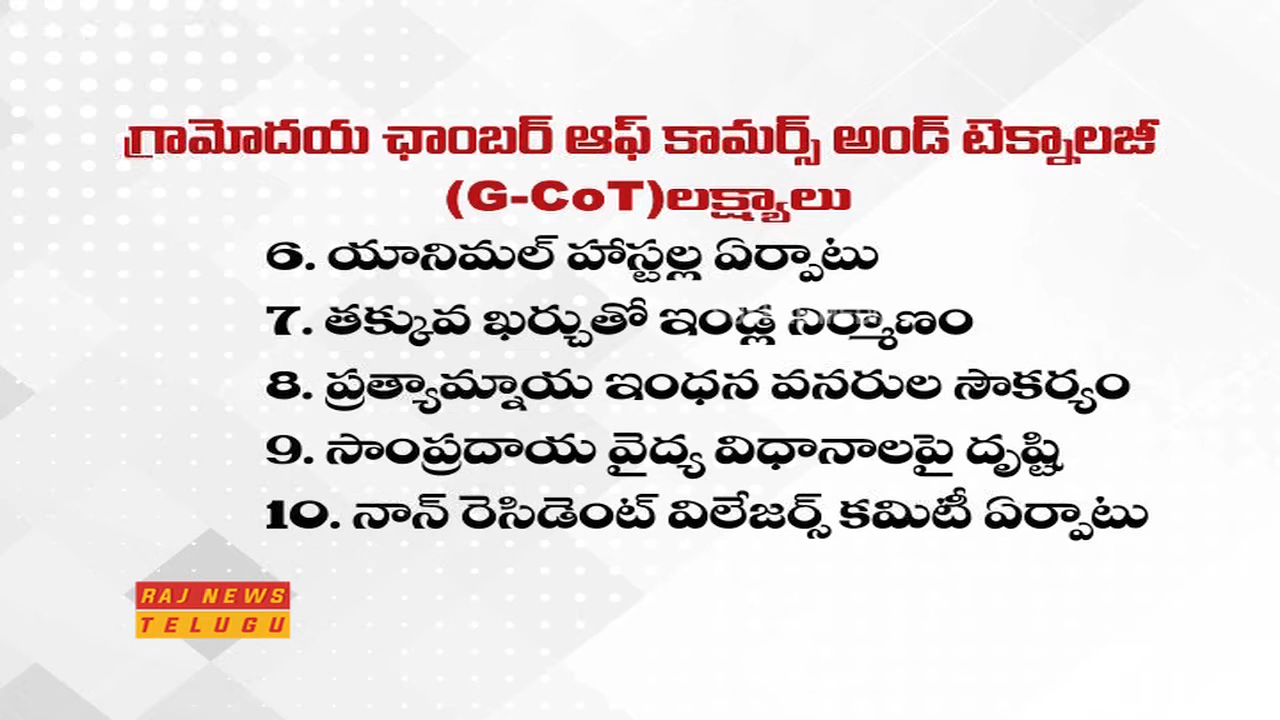 గ్రామోదయ ఛాంబర్ ఆఫ్ కామర్స్ అండ్ టెక్నాలజీ
(G-CoT)లక్ష్యాలు
6. యానిమల్ హాస్టల్ల ఏర్పాటు
7. తక్కువ ఖర్చుతో ఇండ్ల నిర్మాణం
8. ప్రత్యామ్నాయ ఇంధన వనరుల సౌకర్యం
9. సాంప్రదాయ వైద్య విధానాలపై దృష్టి
10. నాన్ రెసిడెంట్ విలేజర్స్ కమిటీ ఏర్పాటు
RAJ NEWS
TELUGU